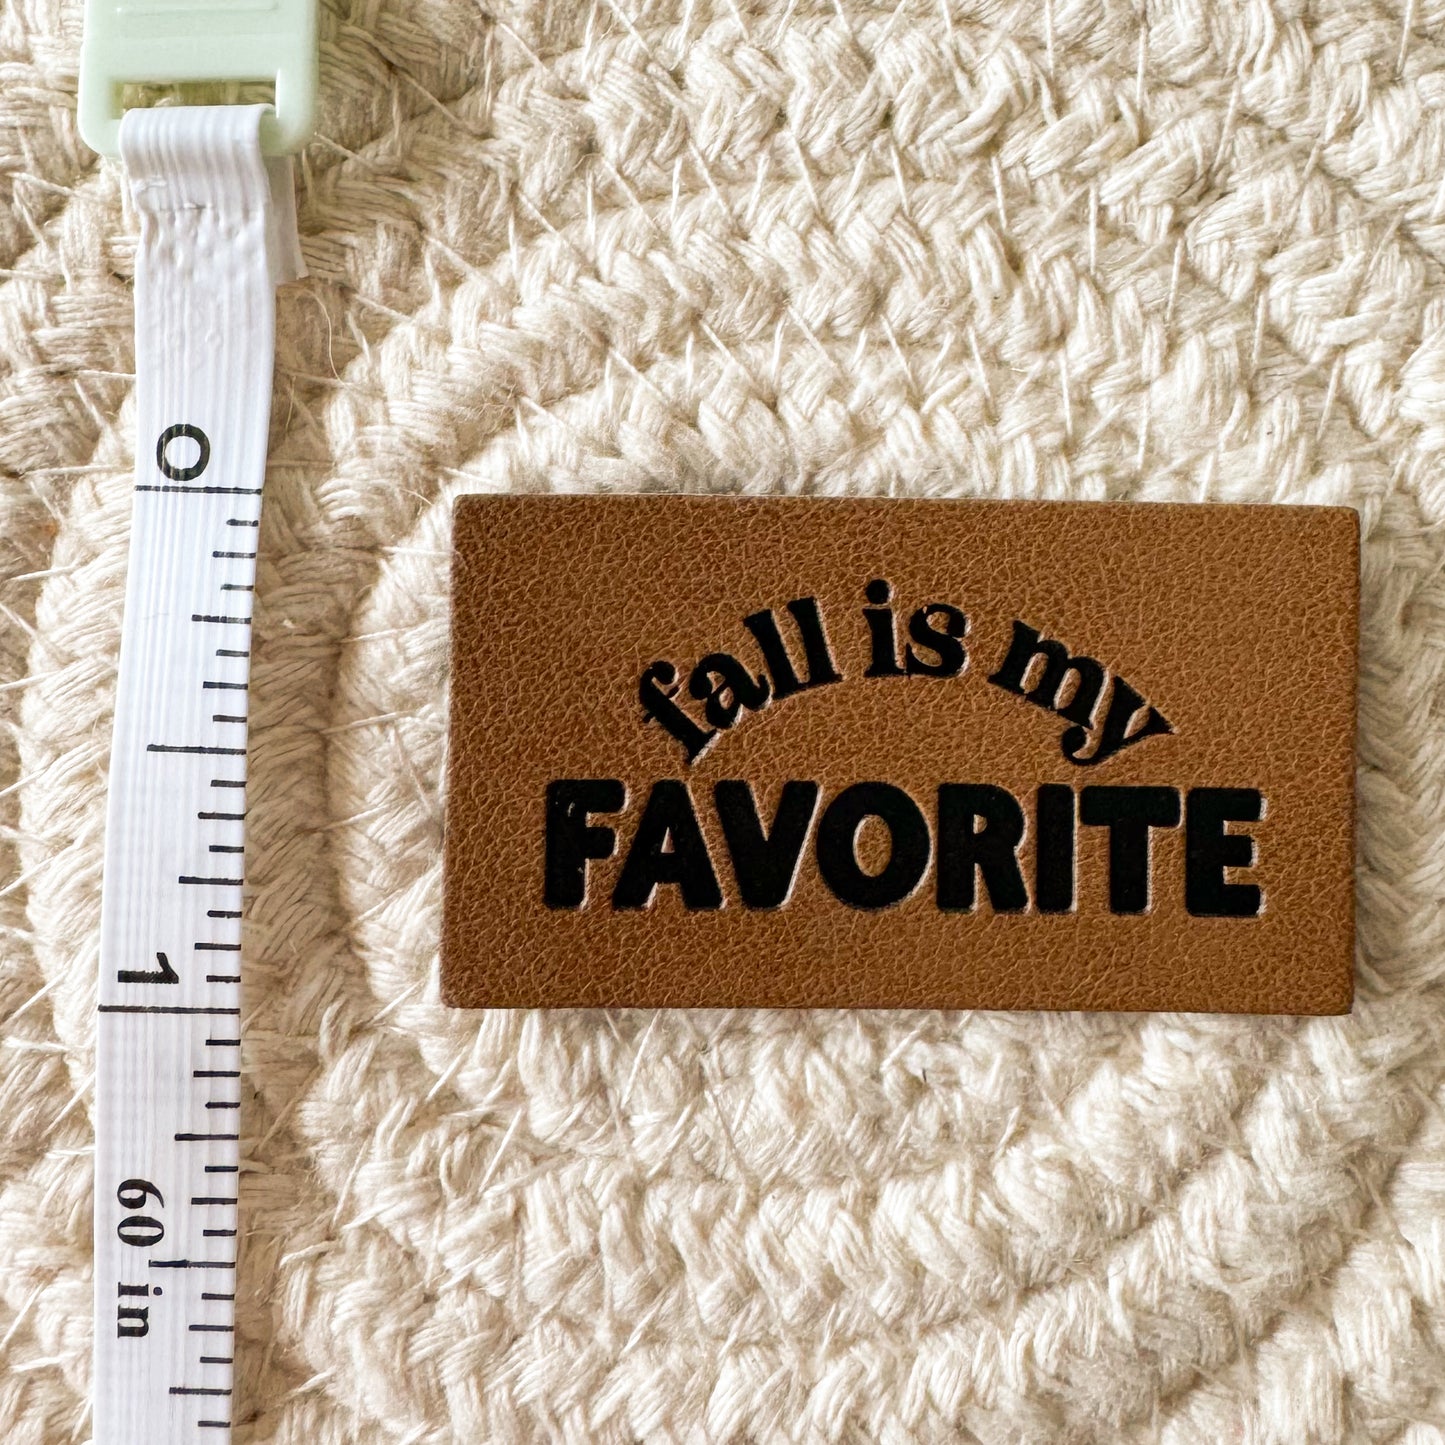 0
1
60 in
fall is my
FAVORITE